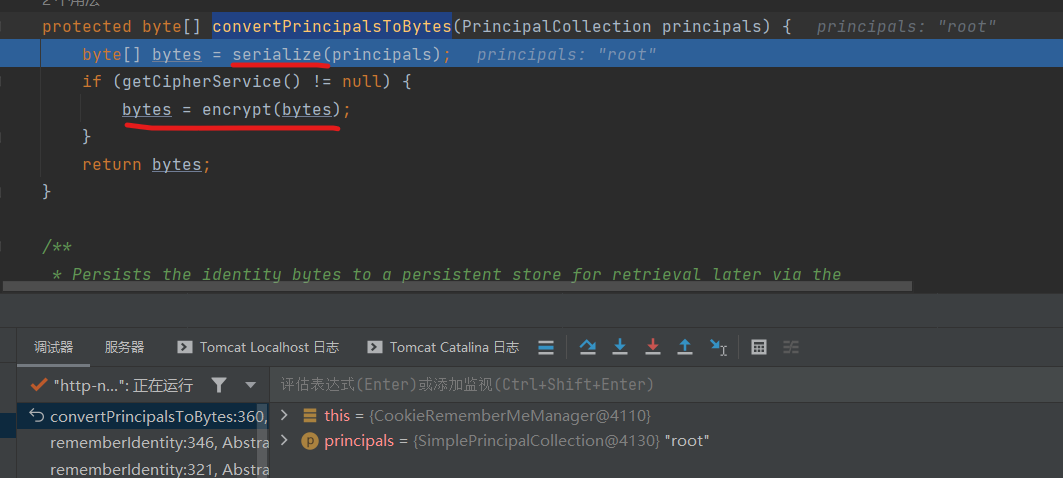 2个用法
protected byte[] convertPrincipalsToBytes(PrincipalCollection principals) {   principals: "root"
byte[] bytes = serialize(principals);   principals: "root"
if (getCipherService() != null) {
bytes = encrypt(bytes);
}
return bytes;
}
/**
* Persists the identity bytes to a persistent store for retrieval later via the
调试器 服务器 Tomcat Localhost 日志 Tomcat Catalina 日志
"http-n...": 正在运行 评估表达式(Enter)或添加监视(Ctrl+Shift+Enter)
convertPrincipalsToBytes:360, this = {CookieRememberMeManager@4110}
rememberIdentity:346, Abstra p principals = {SimplePrincipalCollection@4130} "root"
rememberIdentity:321, Abstra